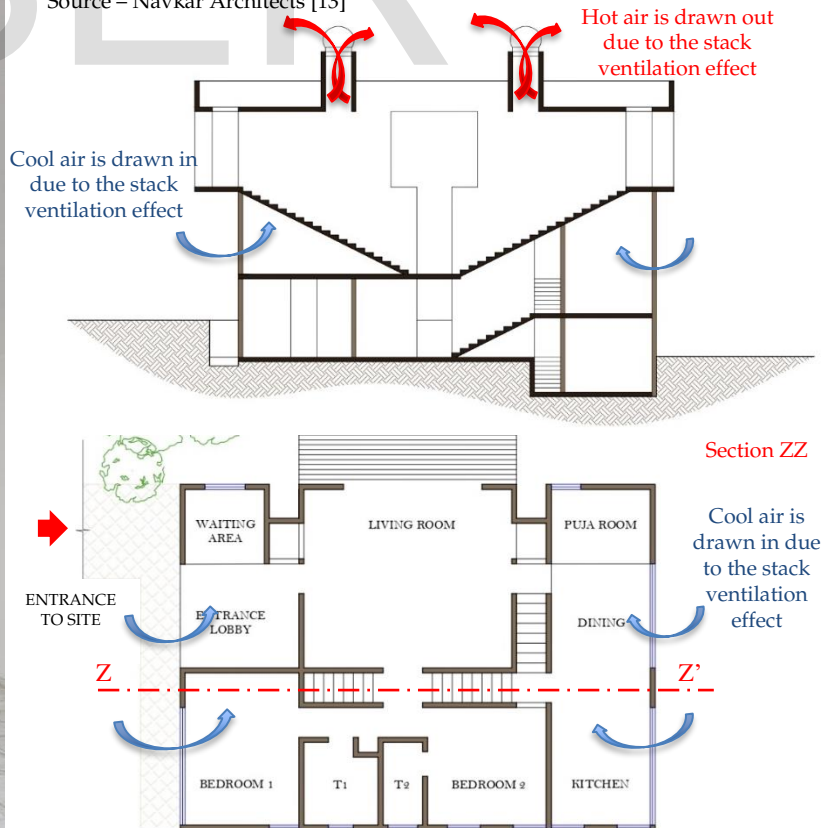 Source – Navkar Architects [13]
Hot air is drawn out
due to the stack
ventilation effect
Cool air is drawn in
due to the stack
ventilation effect
Section ZZ
WAITING
AREA
LIVING ROOM
PUJA ROOM
Cool air is
drawn in due
to the stack
ventilation
effect
ENTRANCE
TO SITE
ENTRANCE
LOBBY
DINING
Z
Z’
BEDROOM 1
T1
T2
BEDROOM 2
KITCHEN